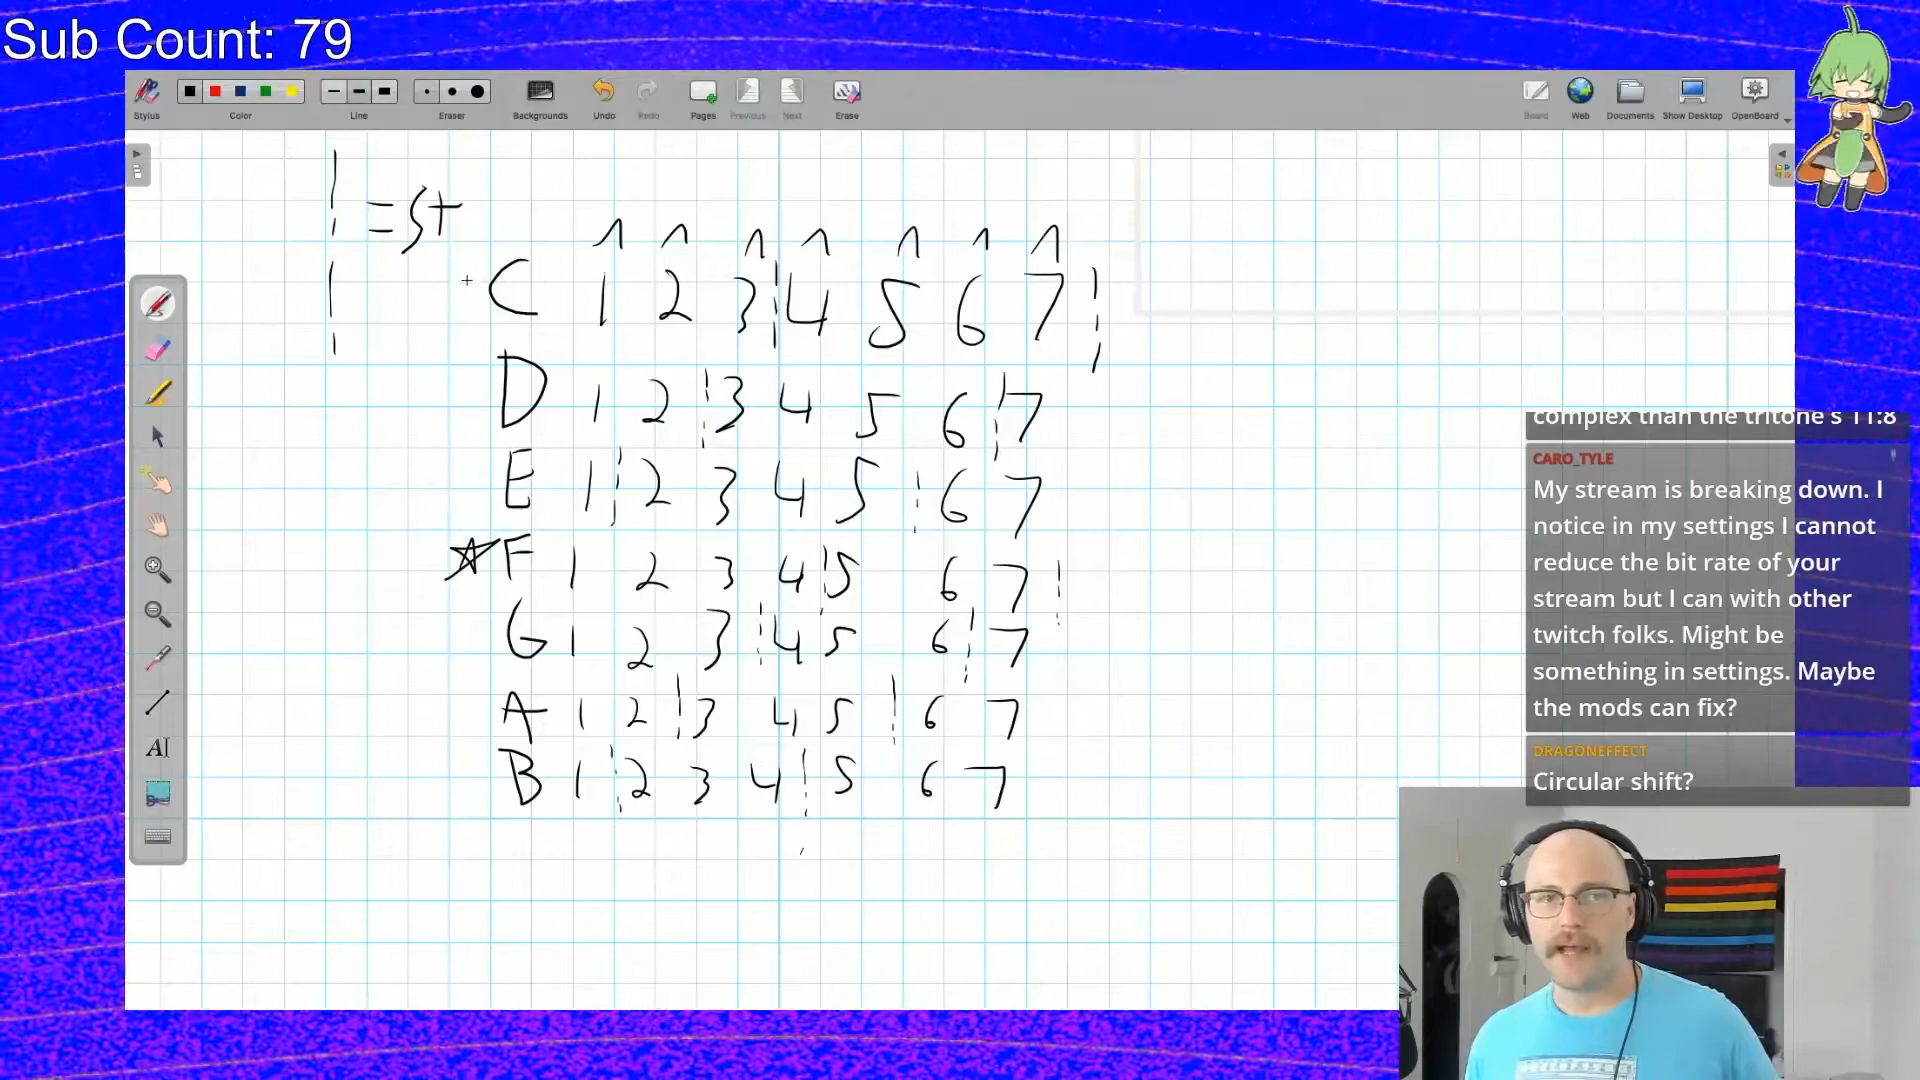 Sub Count: 79
Stylus
Color
Line
Eraser
Backgrounds
Undo
Redo
Pages
Previous
Next
Erase
Board
Web
Documents
Show Desktop
OpenBoard
= st
^ ^ ^ ^ ^ ^ ^
C 1 2 3 ¦ 4 5 6 7 ¦
D 1 2 ¦ 3 4 5 6 ¦ 7
E 1 ¦ 2 3 4 5 ¦ 6 7
☆ F 1 2 3 4 ¦ 5 6 7 ¦
G 1 2 3 ¦ 4 5 6 ¦ 7
A 1 2 ¦ 3 4 5 ¦ 6 7
B 1 ¦ 2 3 4 ¦ 5 6 7
AI
complex than the tritone's 11:8
CARO_TYLE
My stream is breaking down. I
notice in my settings I cannot
reduce the bit rate of your
stream but I can with other
twitch folks. Might be
something in settings. Maybe
the mods can fix?
DRAGONEFFECT
Circular shift?